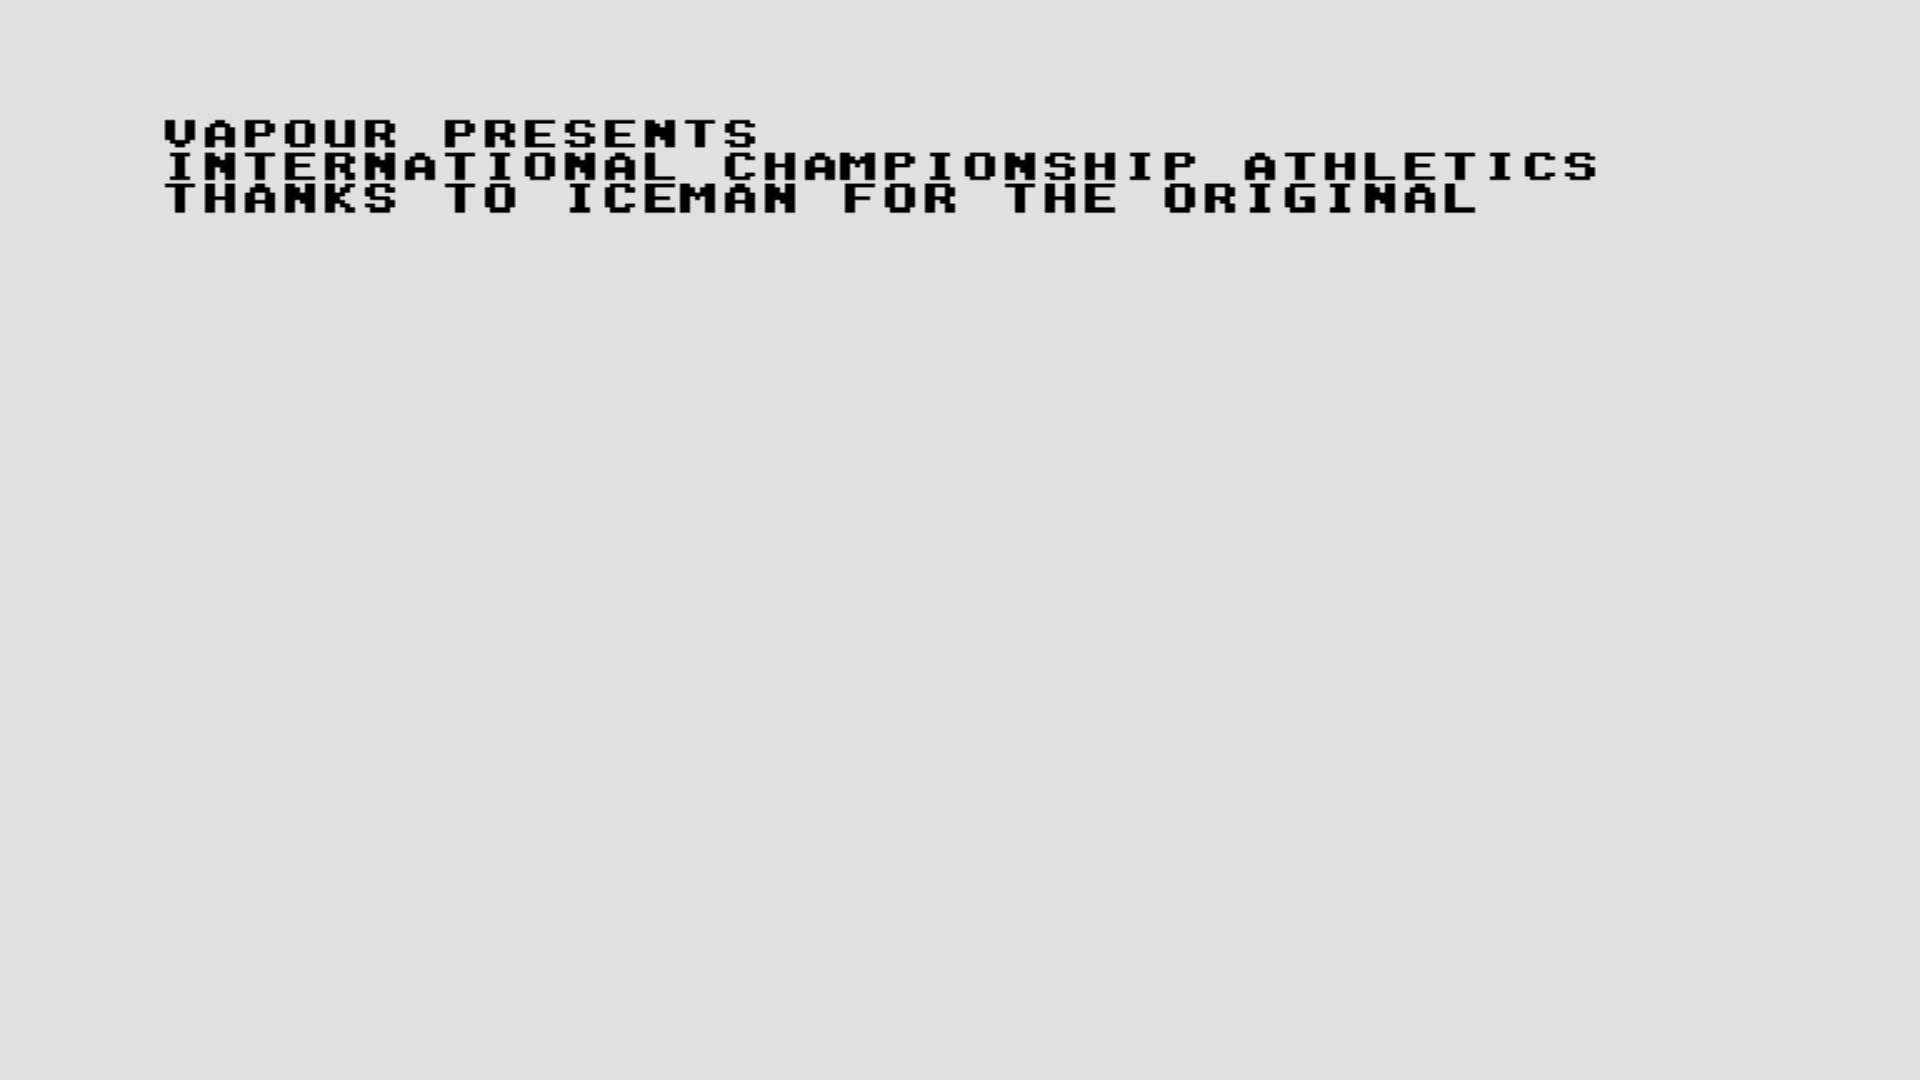 VAPOUR PRESENTS
INTERNATIONAL CHAMPIONSHIP ATHLETICS
THANKS TO ICEMAN FOR THE ORIGINAL